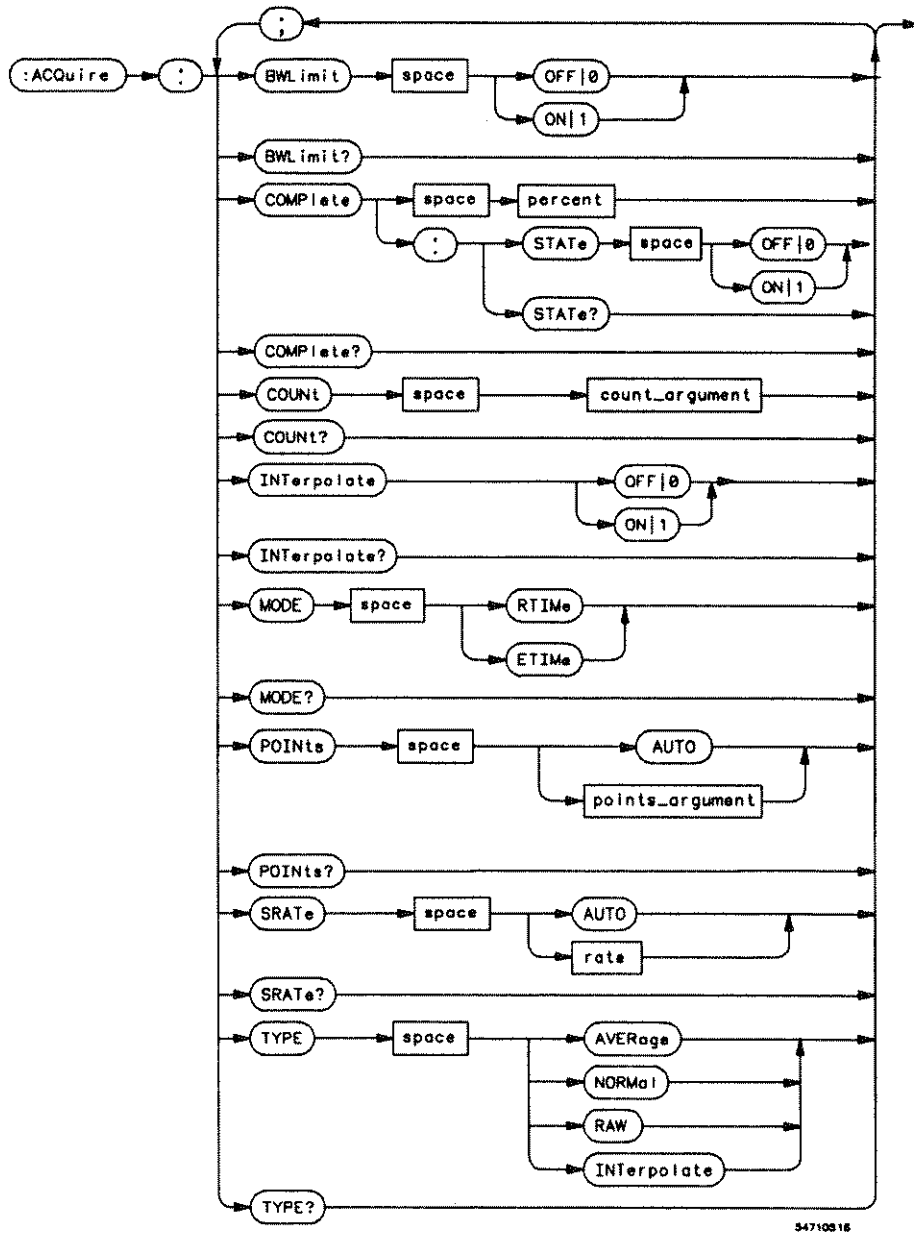 ;
:ACQuire : BWLimit space OFF|0
ON|1
BWLimit?
COMPlete space percent
: STATe space OFF|0
ON|1
STATe?
COMPlete?
COUNt space count_argument
COUNt?
INTerpolate OFF|0
ON|1
INTerpolate?
MODE space RTIMe
ETIMe
MODE?
POINts space AUTO
points_argument
POINts?
SRATe space AUTO
rate
SRATe?
TYPE space AVERage
NORMal
RAW
INTerpolate
TYPE?
54710S16